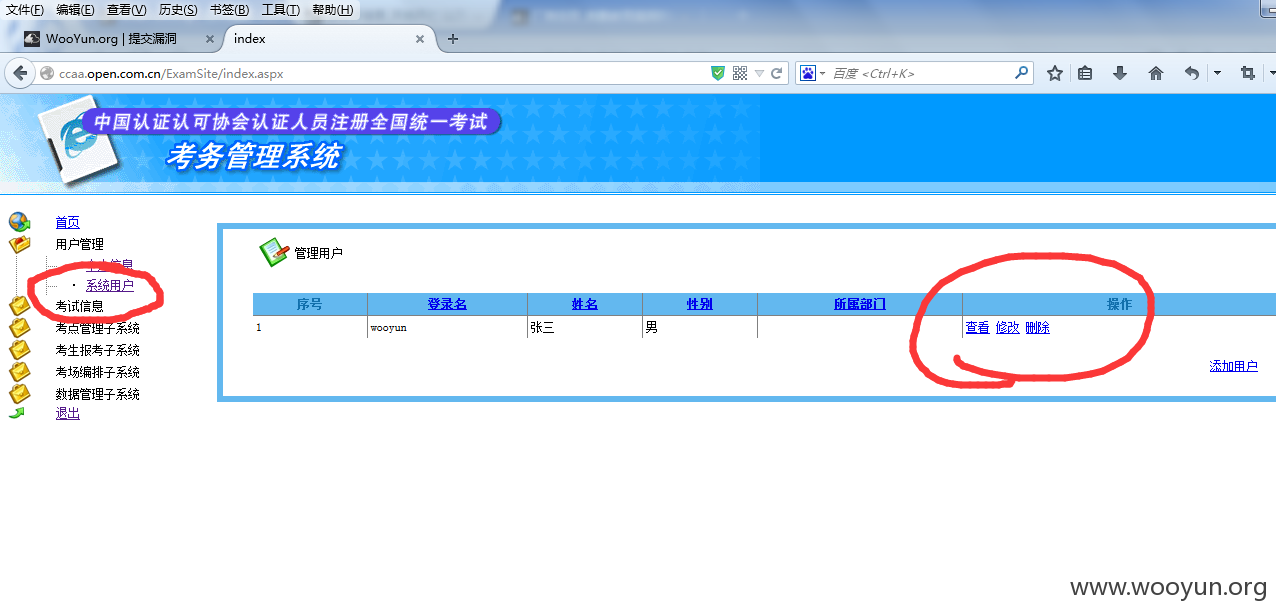 文件(F) 编辑(E) 查看(V) 历史(S) 书签(B) 工具(T) 帮助(H)
WooYun.org | 提交漏洞 × index × +
ccaa.open.com.cn/ExamSite/index.aspx 百度 <Ctrl+K>
中国认证认可协会认证人员注册全国统一考试
考务管理系统
首页
用户管理
个人信息
系统用户
考试信息
考点管理子系统
考生报考子系统
考场编排子系统
数据管理子系统
退出
管理用户
序号 登录名 姓名 性别 所属部门 操作
1 wooyun 张三 男 查看 修改 删除
添加用户
www.wooyun.org